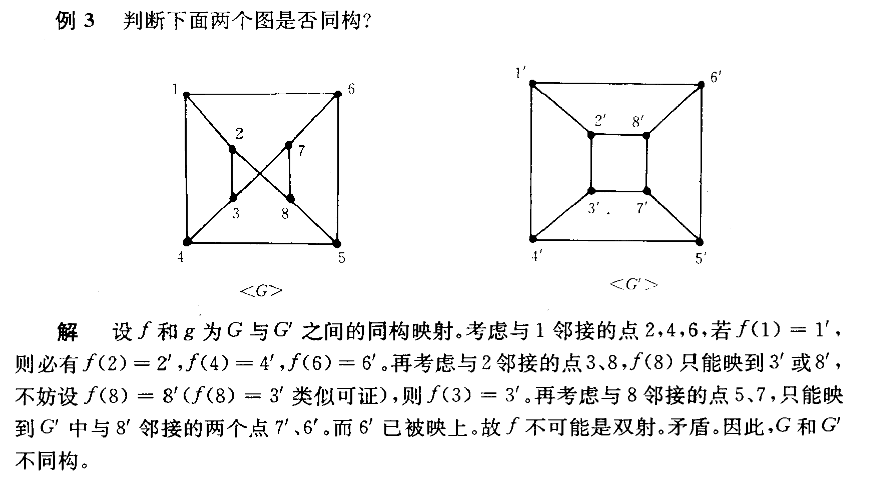 例 3 判断下面两个图是否同构?
1 6 1′ 6′
2 7 2′ 8′
3 8 3′ 7′
4 5 4′ 5′
<G> <G′>
解 设 f 和 g 为 G 与 G′ 之间的同构映射。考虑与 1 邻接的点 2,4,6,若 f(1) = 1′,
则必有 f(2) = 2′,f(4) = 4′,f(6) = 6′。再考虑与 2 邻接的点 3、8,f(8) 只能映到 3′ 或 8′,
不妨设 f(8) = 8′(f(8) = 3′ 类似可证),则 f(3) = 3′。再考虑与 8 邻接的点 5、7,只能映
到 G′ 中与 8′ 邻接的两个点 7′、6′。而 6′ 已被映上。故 f 不可能是双射。矛盾。因此,G 和 G′
不同构。